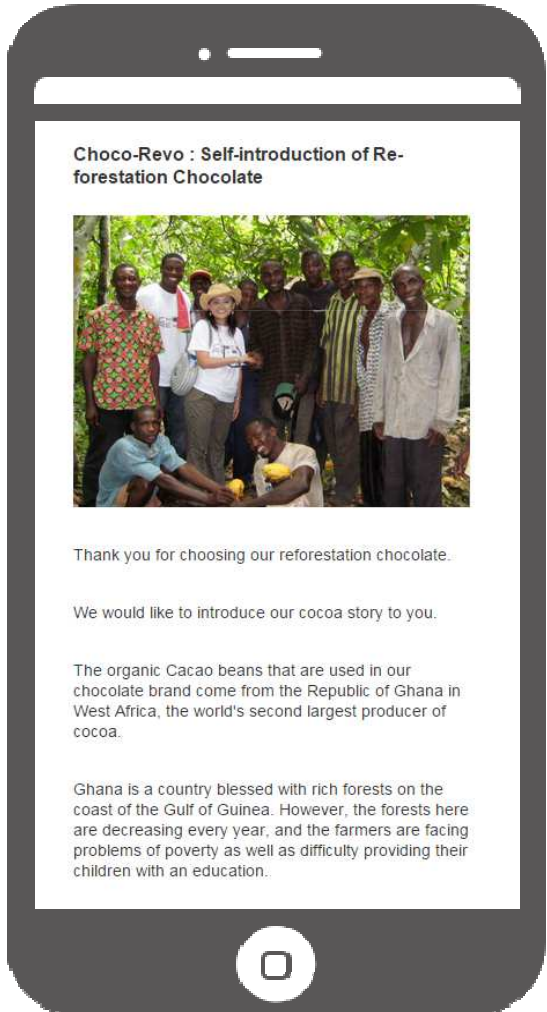 Choco-Revo : Self-introduction of Re-
forestation Chocolate
Thank you for choosing our reforestation chocolate.
We would like to introduce our cocoa story to you.
The organic Cacao beans that are used in our
chocolate brand come from the Republic of Ghana in
West Africa, the world's second largest producer of
cocoa.
Ghana is a country blessed with rich forests on the
coast of the Gulf of Guinea. However, the forests here
are decreasing every year, and the farmers are facing
problems of poverty as well as difficulty providing their
children with an education.